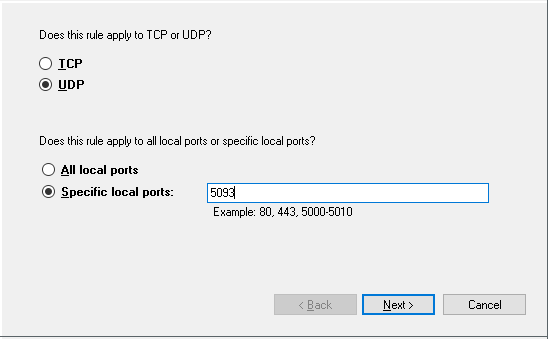 Does this rule apply to TCP or UDP?
TCP
UDP
Does this rule apply to all local ports or specific local ports?
All local ports
Specific local ports:
5093
Example: 80, 443, 5000-5010
< Back
Next >
Cancel